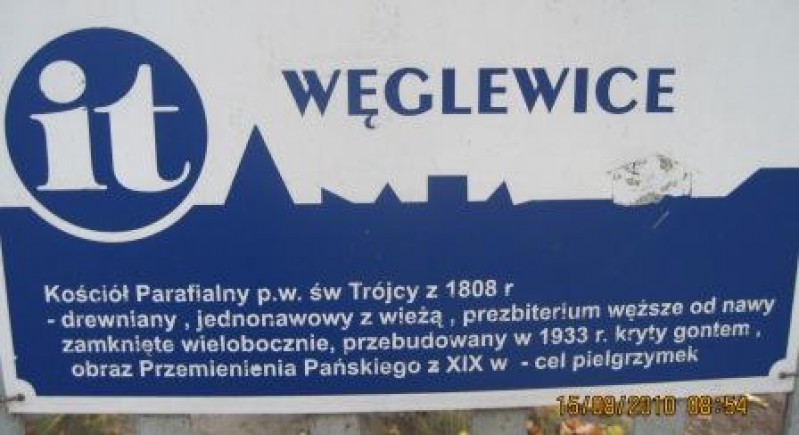 it
WĘGLEWICE
Kościół Parafialny p.w. św Trójcy z 1808 r
- drewniany , jednonawowy z wieżą , prezbiterium węższe od nawy
zamknięte wielobocznie, przebudowany w 1933 r. kryty gontem ,
obraz Przemienienia Pańskiego z XIX w - cel pielgrzymek
15/09/2010 08:54